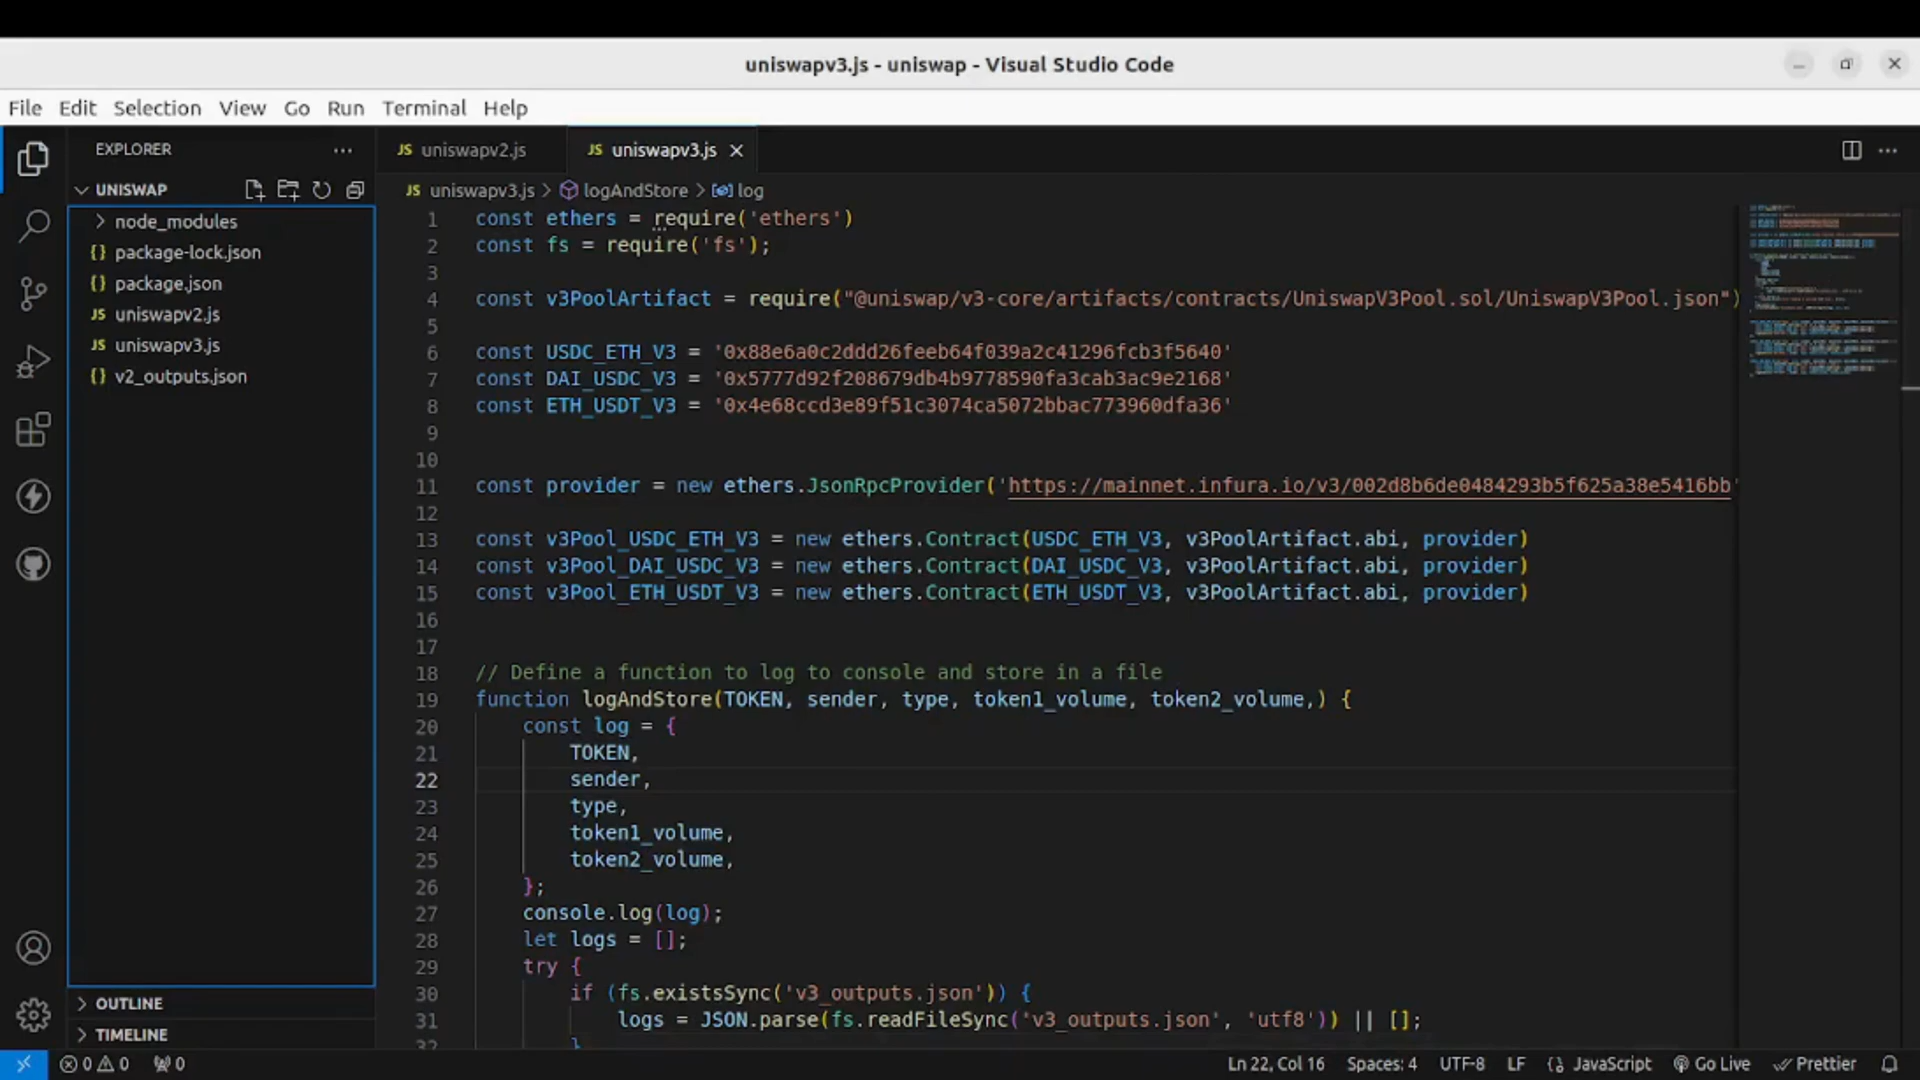 uniswapv3.js - uniswap - Visual Studio Code
File Edit Selection View Go Run Terminal Help
EXPLORER
UNISWAP
node_modules
package-lock.json
package.json
uniswapv2.js
uniswapv3.js
v2_outputs.json
OUTLINE
TIMELINE
JS uniswapv2.js JS uniswapv3.js
JS uniswapv3.js > logAndStore > log
1 const ethers = require('ethers')
2 const fs = require('fs');
3
4 const v3PoolArtifact = require("@uniswap/v3-core/artifacts/contracts/UniswapV3Pool.sol/UniswapV3Pool.json")
5
6 const USDC_ETH_V3 = '0x88e6a0c2ddd26feeb64f039a2c41296fcb3f5640'
7 const DAI_USDC_V3 = '0x5777d92f208679db4b9778590fa3cab3ac9e2168'
8 const ETH_USDT_V3 = '0x4e68ccd3e89f51c3074ca5072bbac773960dfa36'
9
10
11 const provider = new ethers.JsonRpcProvider('https://mainnet.infura.io/v3/002d8b6de0484293b5f625a38e5416bb'
12
13 const v3Pool_USDC_ETH_V3 = new ethers.Contract(USDC_ETH_V3, v3PoolArtifact.abi, provider)
14 const v3Pool_DAI_USDC_V3 = new ethers.Contract(DAI_USDC_V3, v3PoolArtifact.abi, provider)
15 const v3Pool_ETH_USDT_V3 = new ethers.Contract(ETH_USDT_V3, v3PoolArtifact.abi, provider)
16
17
18 // Define a function to log to console and store in a file
19 function logAndStore(TOKEN, sender, type, token1_volume, token2_volume,) {
20 const log = {
21 TOKEN,
22 sender,
23 type,
24 token1_volume,
25 token2_volume,
26 };
27 console.log(log);
28 let logs = [];
29 try {
30 if (fs.existsSync('v3_outputs.json')) {
31 logs = JSON.parse(fs.readFileSync('v3_outputs.json', 'utf8')) || [];
32 }
0 0 0 Ln 22, Col 16 Spaces: 4 UTF-8 LF {} JavaScript Go Live Prettier